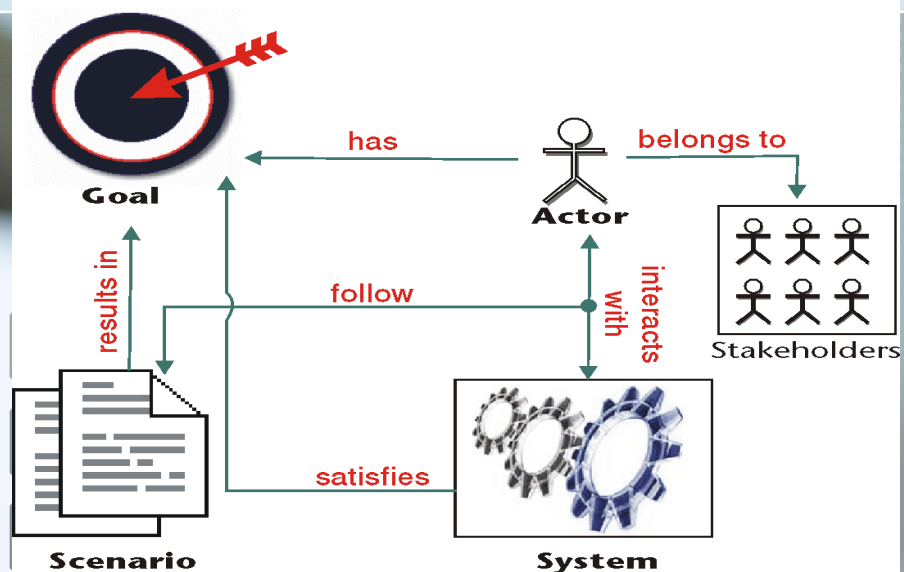 has
belongs to
Goal
Actor
results in
follow
interacts
with
Stakeholders
satisfies
Scenario
System